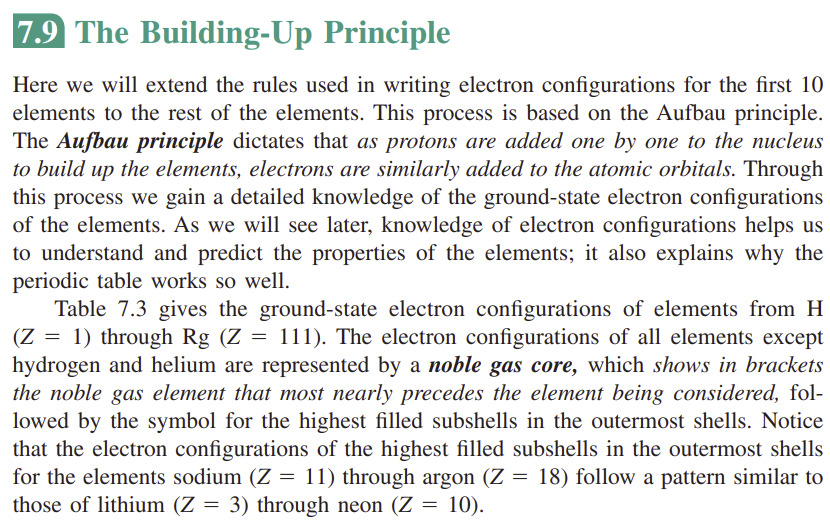 7.9 The Building-Up Principle
Here we will extend the rules used in writing electron configurations for the first 10
elements to the rest of the elements. This process is based on the Aufbau principle.
The Aufbau principle dictates that as protons are added one by one to the nucleus
to build up the elements, electrons are similarly added to the atomic orbitals. Through
this process we gain a detailed knowledge of the ground-state electron configurations
of the elements. As we will see later, knowledge of electron configurations helps us
to understand and predict the properties of the elements; it also explains why the
periodic table works so well.
Table 7.3 gives the ground-state electron configurations of elements from H
(Z = 1) through Rg (Z = 111). The electron configurations of all elements except
hydrogen and helium are represented by a noble gas core, which shows in brackets
the noble gas element that most nearly precedes the element being considered, fol-
lowed by the symbol for the highest filled subshells in the outermost shells. Notice
that the electron configurations of the highest filled subshells in the outermost shells
for the elements sodium (Z = 11) through argon (Z = 18) follow a pattern similar to
those of lithium (Z = 3) through neon (Z = 10).